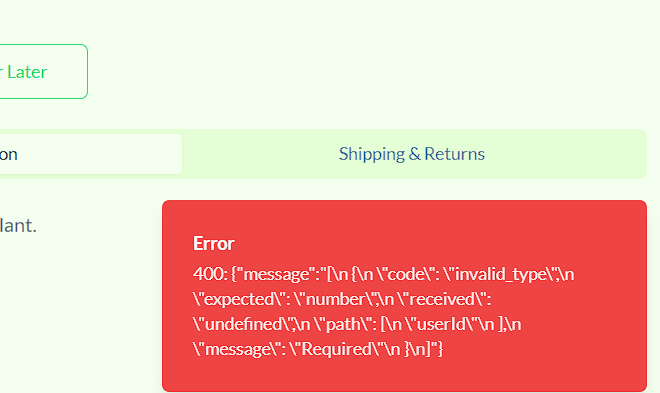 r Later
on
Shipping & Returns
lant.
Error
400: {"message":"[\n {\n \"code\": \"invalid_type\",\n
\"expected\": \"number\",\n \"received\":
\"undefined\",\n \"path\": [\n \"userId\"\n ],\n
\"message\": \"Required\"\n }\n]"}